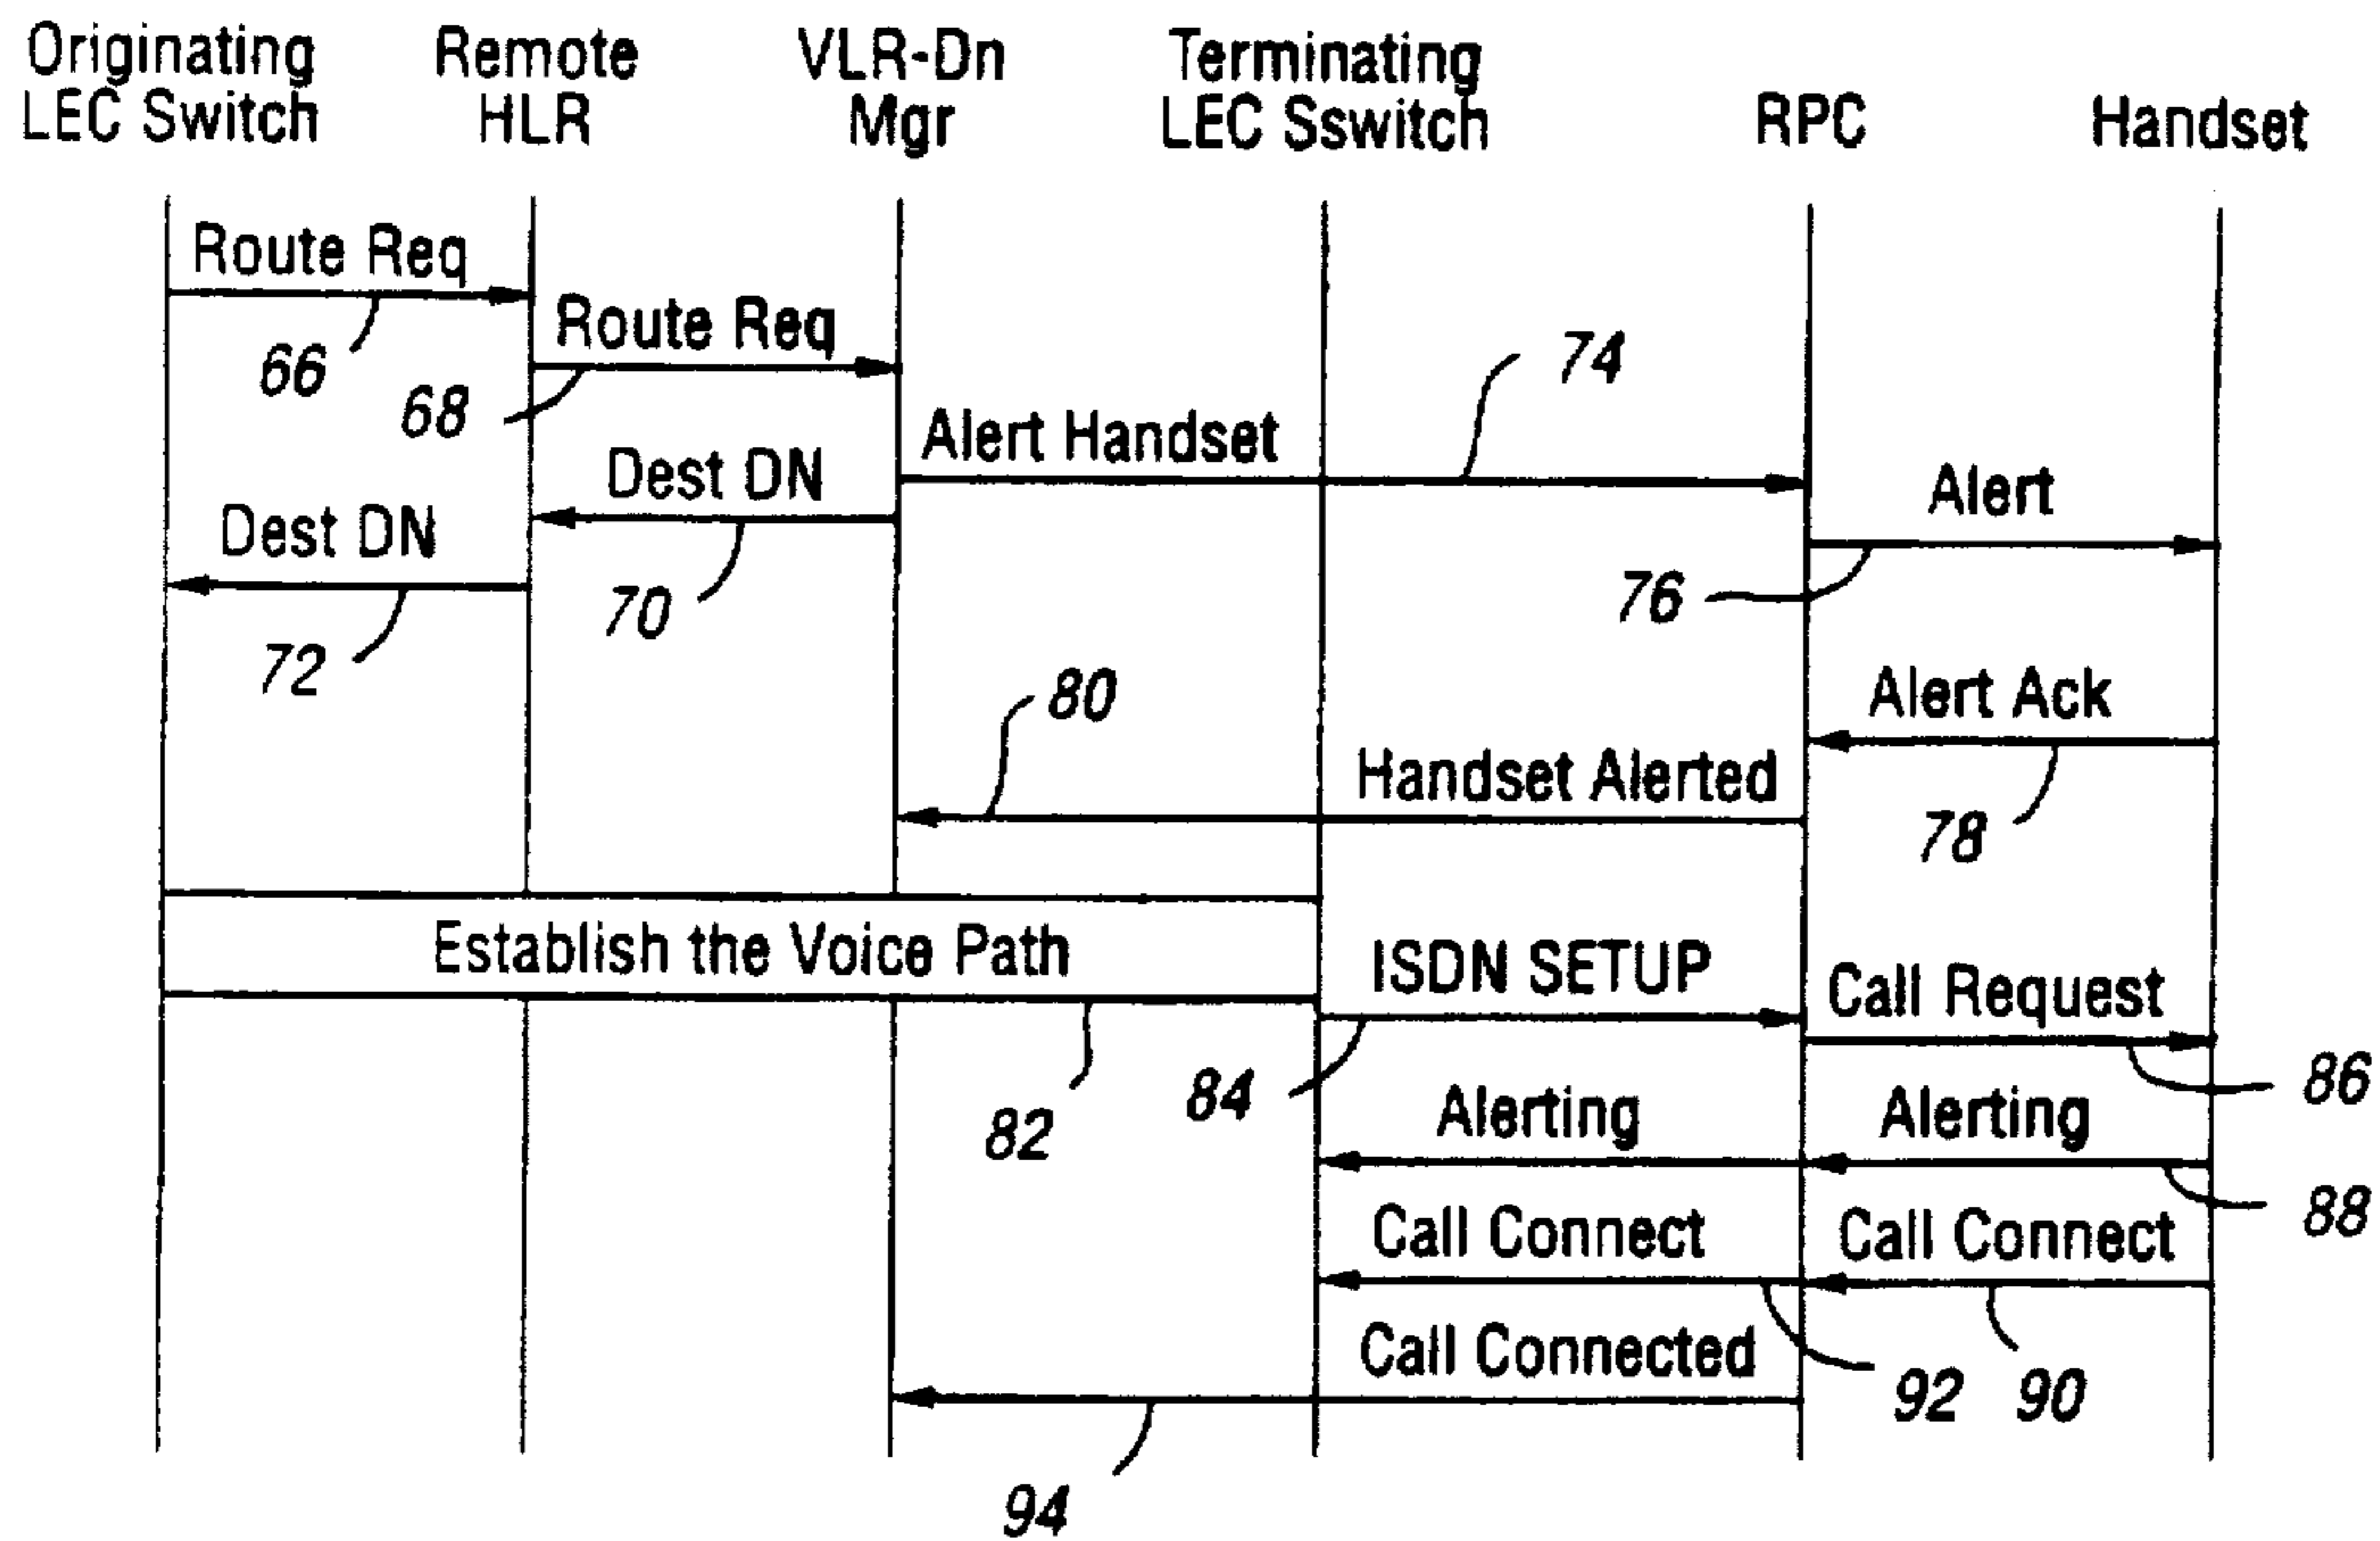 Originating
LEC Switch
Remote
HLR
VLR-Dn
Mgr
Terminating
LEC Sswitch
RPC
Handset
Route Req
66
Route Req
68
74
Alert Handset
Dest DN
70
Alert
76
Dest DN
72
Alert Ack
78
80
Handset Alerted
Establish the Voice Path
82
ISDN SETUP
84
Call Request
86
Alerting
Alerting
88
Call Connect
Call Connect
92
90
Call Connected
94